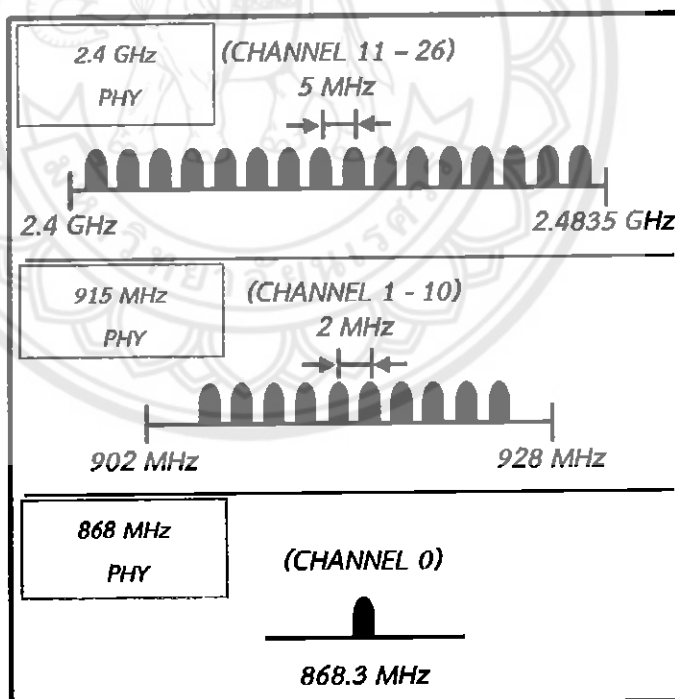 2.4 GHz
PHY
(CHANNEL 11 – 26)
5 MHz
2.4 GHz
2.4835 GHz
915 MHz
PHY
(CHANNEL 1 - 10)
2 MHz
902 MHz
928 MHz
868 MHz
PHY
(CHANNEL 0)
868.3 MHz